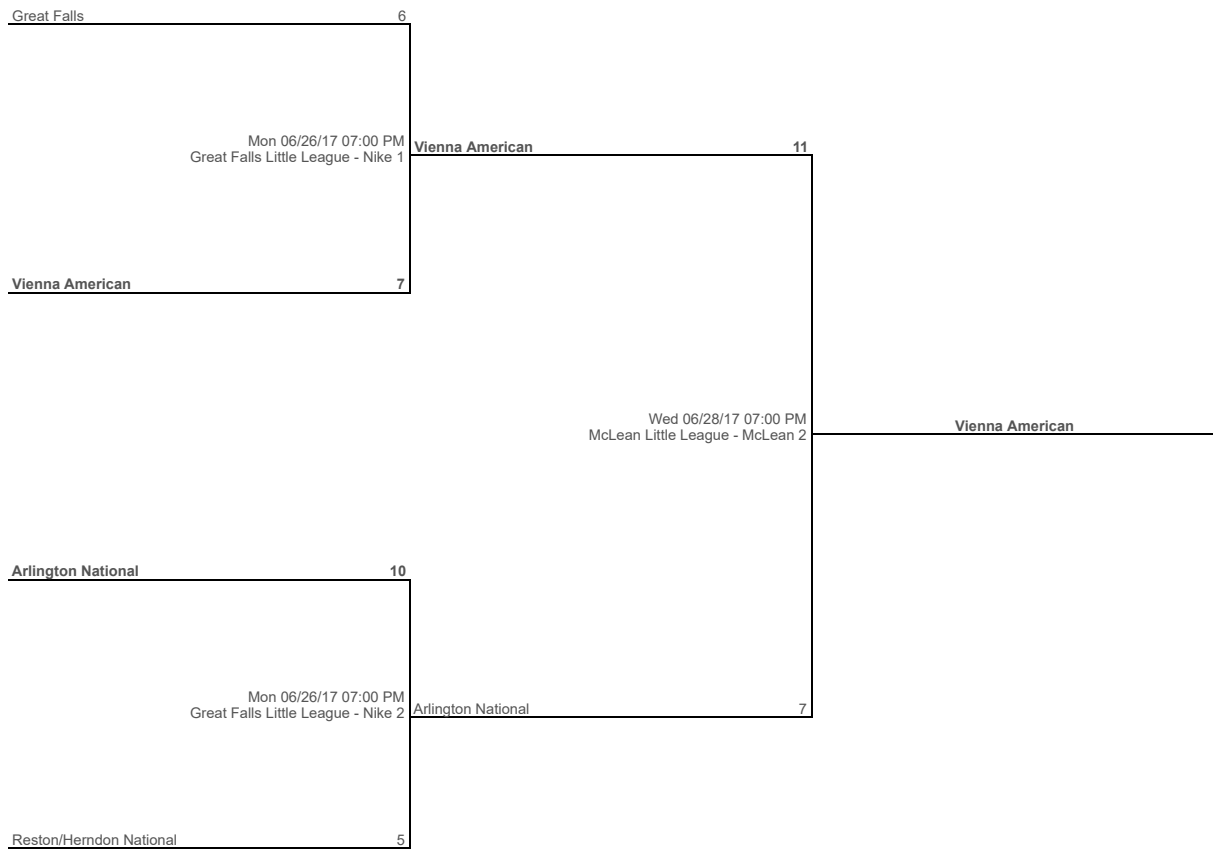 Great Falls 6
Mon 06/26/17 07:00 PM
Great Falls Little League - Nike 1
Vienna American 11
Vienna American 7
Wed 06/28/17 07:00 PM
McLean Little League - McLean 2
Vienna American
Arlington National 10
Mon 06/26/17 07:00 PM
Great Falls Little League - Nike 2
Arlington National 7
Reston/Herndon National 5